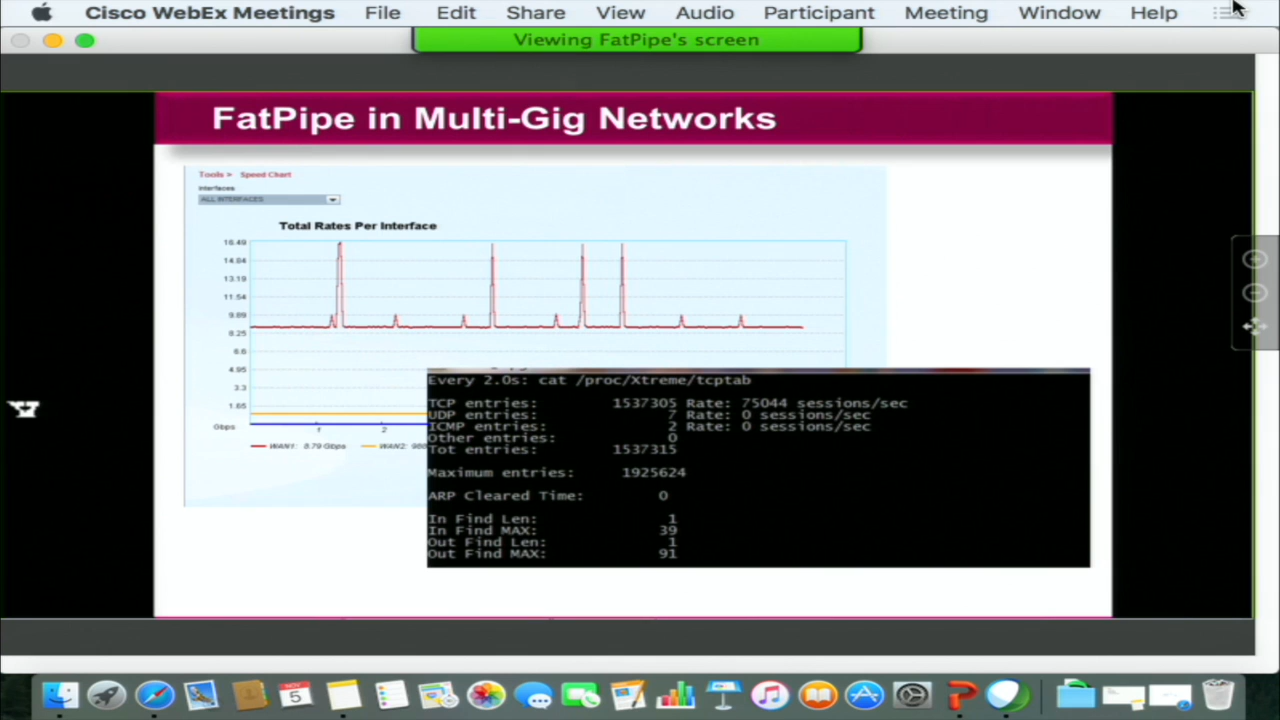 Cisco WebEx Meetings File Edit Share View Audio Participant Meeting Window Help
Viewing FatPipe's screen
FatPipe in Multi-Gig Networks
Tools > Speed Chart
Interfaces
ALL INTERFACES
Total Rates Per Interface
16.49
14.84
13.19
11.54
9.89
8.25
6.6
4.95
3.3
1.65
Gbps
1 2
WAN1: 8.79 Gbps WAN2:
Every 2.0s: cat /proc/Xtreme/tcptab
TCP entries: 1537305 Rate: 75044 sessions/sec
UDP entries: 7 Rate: 0 sessions/sec
ICMP entries: 2 Rate: 0 sessions/sec
Other entries: 0
Tot entries: 1537315
Maximum entries: 1925624
ARP Cleared Time: 0
In Find Len: 1
In Find MAX: 39
Out Find Len: 1
Out Find MAX: 91
NOV
5